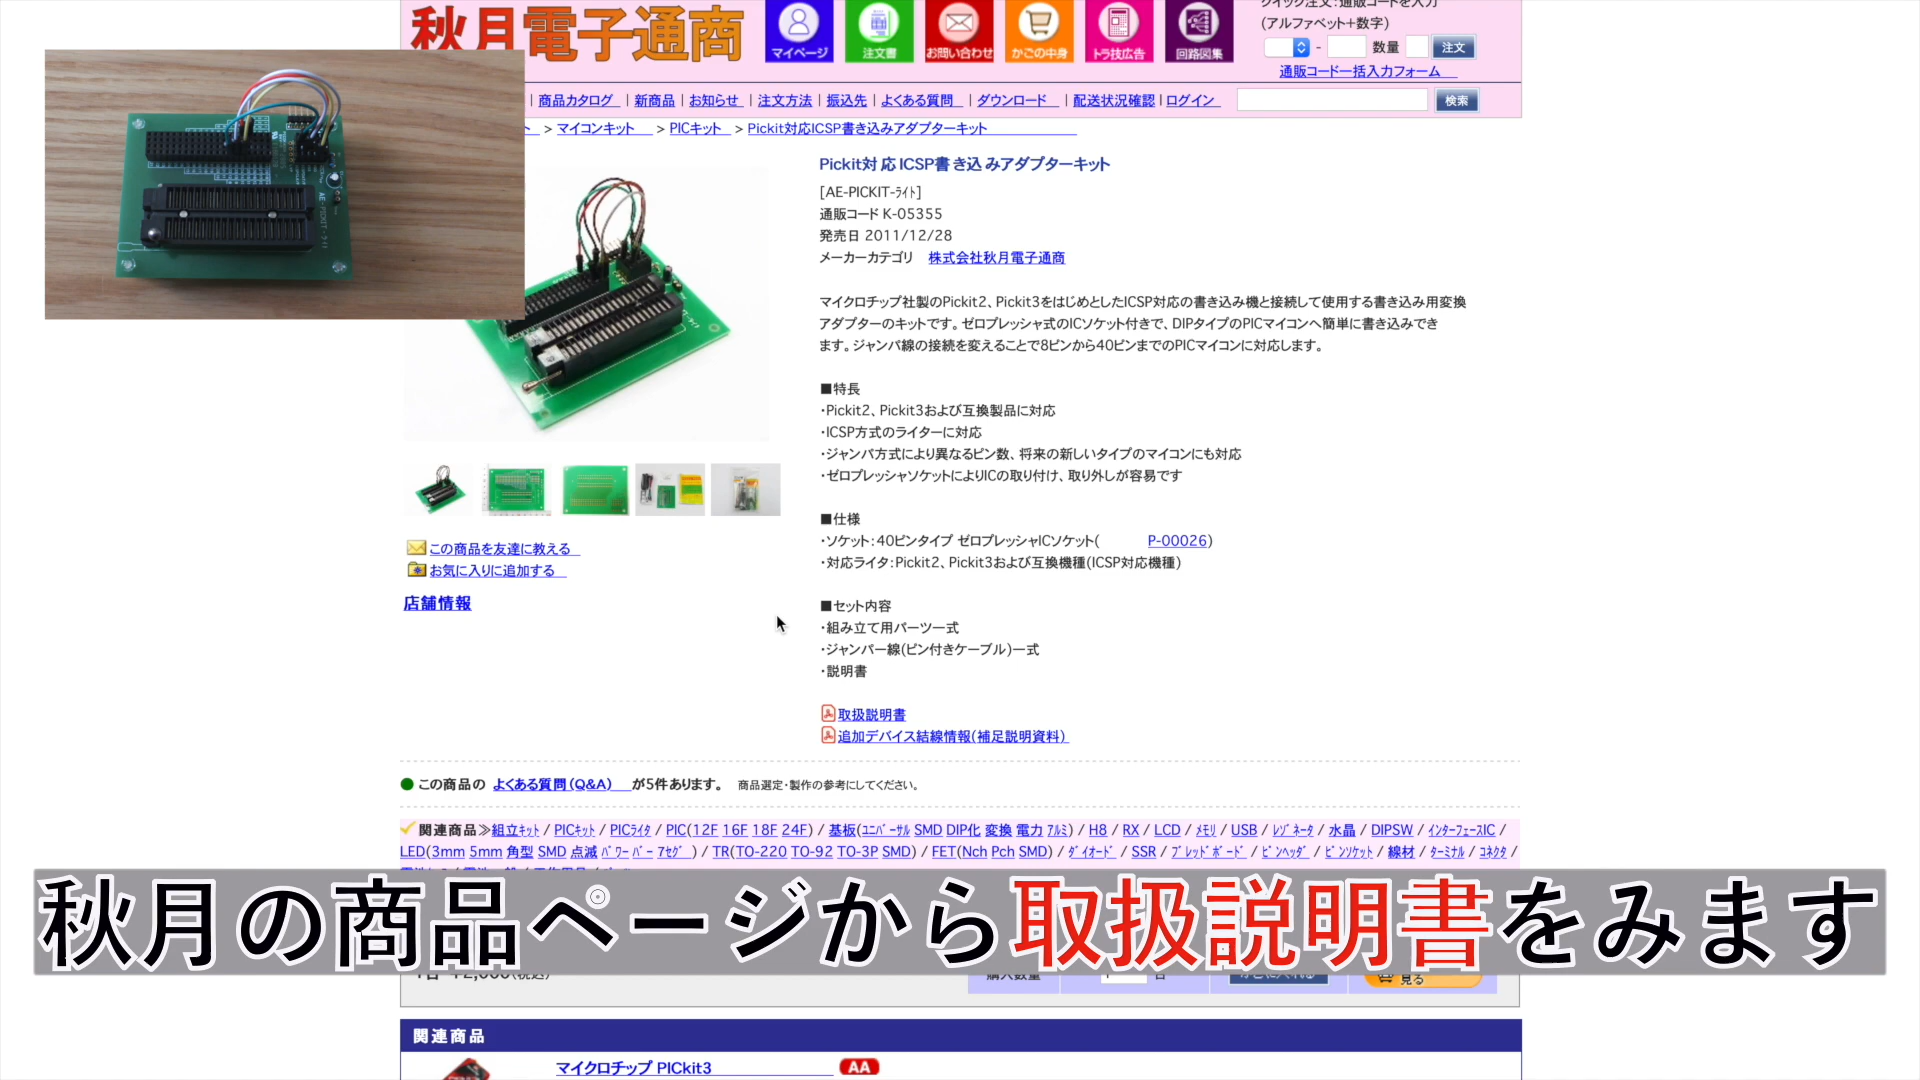 秋月電子通商
マイページ
注文書
お問い合わせ
かごの中身
トラ技広告
回路図集
(アルファベット+数字)
- 数量 注文
通販コード一括入力フォーム
|商品カタログ |新商品 |お知らせ |注文方法 |振込先 |よくある質問 |ダウンロード |配送状況確認 |ログイン
検索
> マイコンキット > PICキット > Pickit対応ICSP書き込みアダプターキット
Pickit対応ICSP書き込みアダプターキット
[AE-PICKIT-ﾗｲﾄ]
通販コード K-05355
発売日 2011/12/28
メーカーカテゴリ 株式会社秋月電子通商
マイクロチップ社製のPickit2、Pickit3をはじめとしたICSP対応の書き込み機と接続して使用する書き込み用変換
アダプターのキットです。ゼロプレッシャ式のICソケット付きで、DIPタイプのPICマイコンへ簡単に書き込みでき
ます。ジャンパ線の接続を変えることで8ピンから40ピンまでのPICマイコンに対応します。
■特長
・Pickit2、Pickit3および互換製品に対応
・ICSP方式のライターに対応
・ジャンパ方式により異なるピン数、将来の新しいタイプのマイコンにも対応
・ゼロプレッシャソケットによりICの取り付け、取り外しが容易です
■仕様
・ソケット:40ピンタイプ ゼロプレッシャICソケット( P-00026)
・対応ライタ:Pickit2、Pickit3および互換機種(ICSP対応機種)
■セット内容
・組み立て用パーツ一式
・ジャンパー線(ピン付きケーブル)一式
・説明書
取扱説明書
追加デバイス結線情報(補足説明資料)
この商品を友達に教える
お気に入りに追加する
店舗情報
●この商品の よくある質問(Q&A) が5件あります。 商品選定・製作の参考にしてください。
関連商品≫組立ｷｯﾄ / PICｷｯﾄ / PICﾗｲﾀ / PIC(12F 16F 18F 24F) / 基板(ﾕﾆﾊﾞｰｻﾙ SMD DIP化 変換 電力 ｱﾙﾐ) / H8 / RX / LCD / ﾒﾓﾘ / USB / ﾚｿﾞﾈｰﾀ / 水晶 / DIPSW / ｲﾝﾀｰﾌｪｰｽIC /
LED(3mm 5mm 角型 SMD 点滅 ﾊﾟﾜｰ ﾊﾞｰ 7ｾｸﾞ) / TR(TO-220 TO-92 TO-3P SMD) / FET(Nch Pch SMD) / ﾀﾞｲｵｰﾄﾞ / SSR / ﾌﾞﾚｯﾄﾞﾎﾞｰﾄﾞ / ﾋﾟﾝﾍｯﾀﾞ / ﾋﾟﾝｿｹｯﾄ / 線材 / ﾀｰﾐﾅﾙ / ｺﾈｸﾀ /
秋月の商品ページから取扱説明書をみます
購入数量
見る
関連商品
マイクロチップ PICkit3
AA